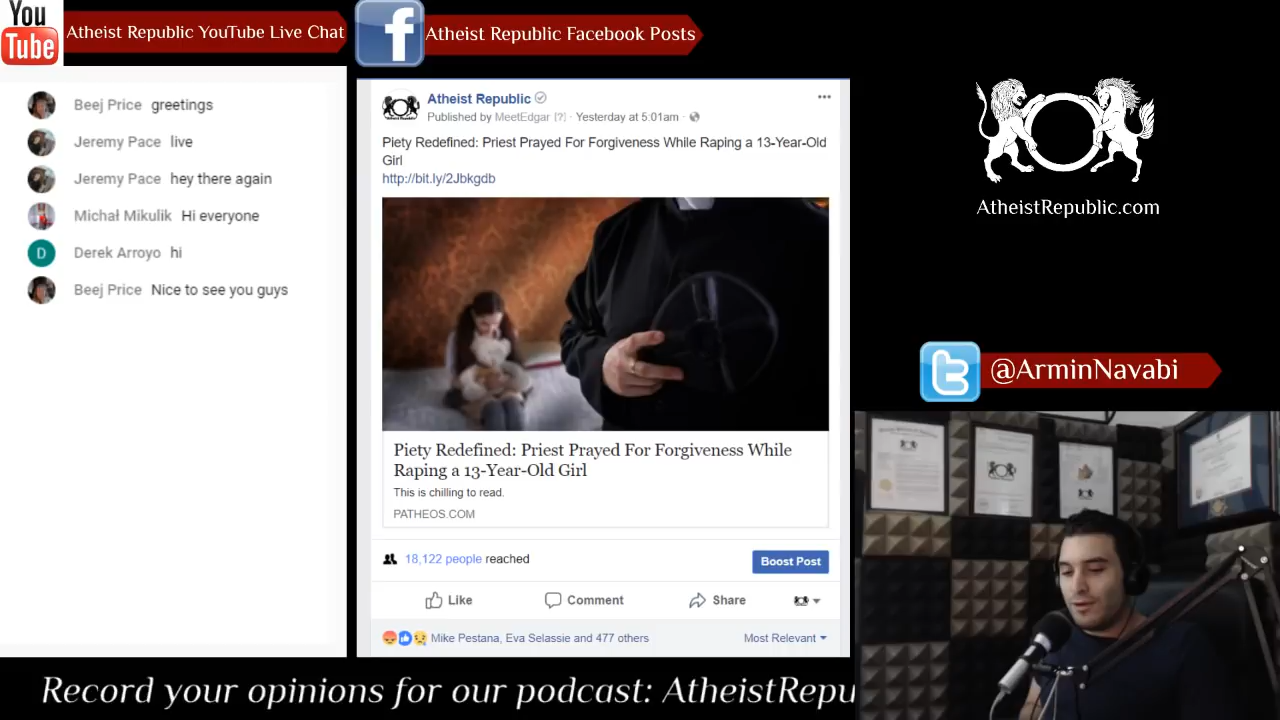 You
Tube
Atheist Republic YouTube Live Chat
f
Atheist Republic Facebook Posts
Beej Price greetings
Jeremy Pace live
Jeremy Pace hey there again
Michał Mikulik Hi everyone
D
Derek Arroyo hi
Beej Price Nice to see you guys
Atheist Republic
Published by MeetEdgar [?] · Yesterday at 5:01am ·
Piety Redefined: Priest Prayed For Forgiveness While Raping a 13-Year-Old
Girl
http://bit.ly/2Jbkgdb
Piety Redefined: Priest Prayed For Forgiveness While
Raping a 13-Year-Old Girl
This is chilling to read.
PATHEOS.COM
18,122 people reached
Boost Post
Like
Comment
Share
Mike Pestana, Eva Selassie and 477 others
Most Relevant
AtheistRepublic.com
t
@ArminNavabi
Record your opinions for our podcast: AtheistRepu